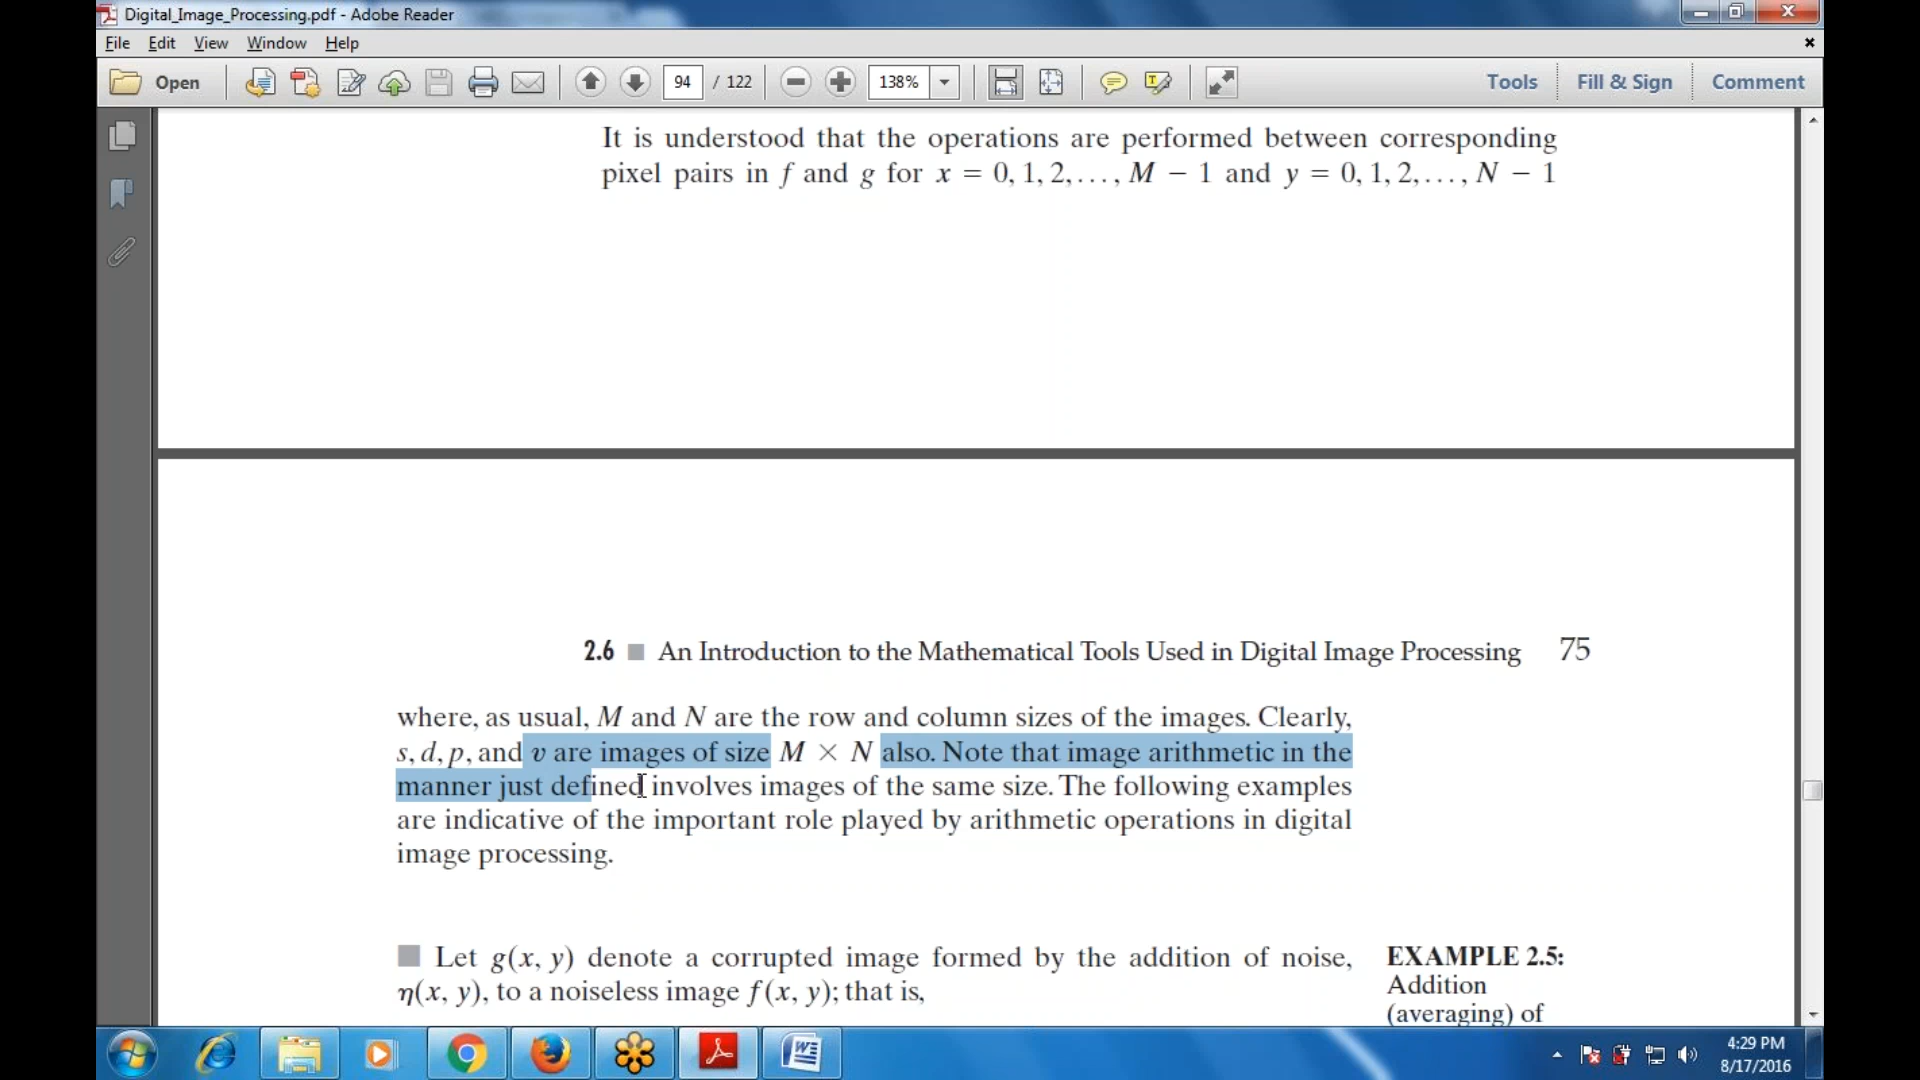 Digital_Image_Processing.pdf - Adobe Reader
File Edit View Window Help
Open 94 / 122 138% Tools Fill & Sign Comment
It is understood that the operations are performed between corresponding
pixel pairs in f and g for x = 0, 1, 2,..., M − 1 and y = 0, 1, 2,..., N − 1
2.6 ■ An Introduction to the Mathematical Tools Used in Digital Image Processing 75
where, as usual, M and N are the row and column sizes of the images. Clearly,
s, d, p, and v are images of size M × N also. Note that image arithmetic in the
manner just defined involves images of the same size. The following examples
are indicative of the important role played by arithmetic operations in digital
image processing.
■ Let g(x, y) denote a corrupted image formed by the addition of noise,
η(x, y), to a noiseless image f(x, y); that is,
EXAMPLE 2.5:
Addition
(averaging) of
4:29 PM
8/17/2016